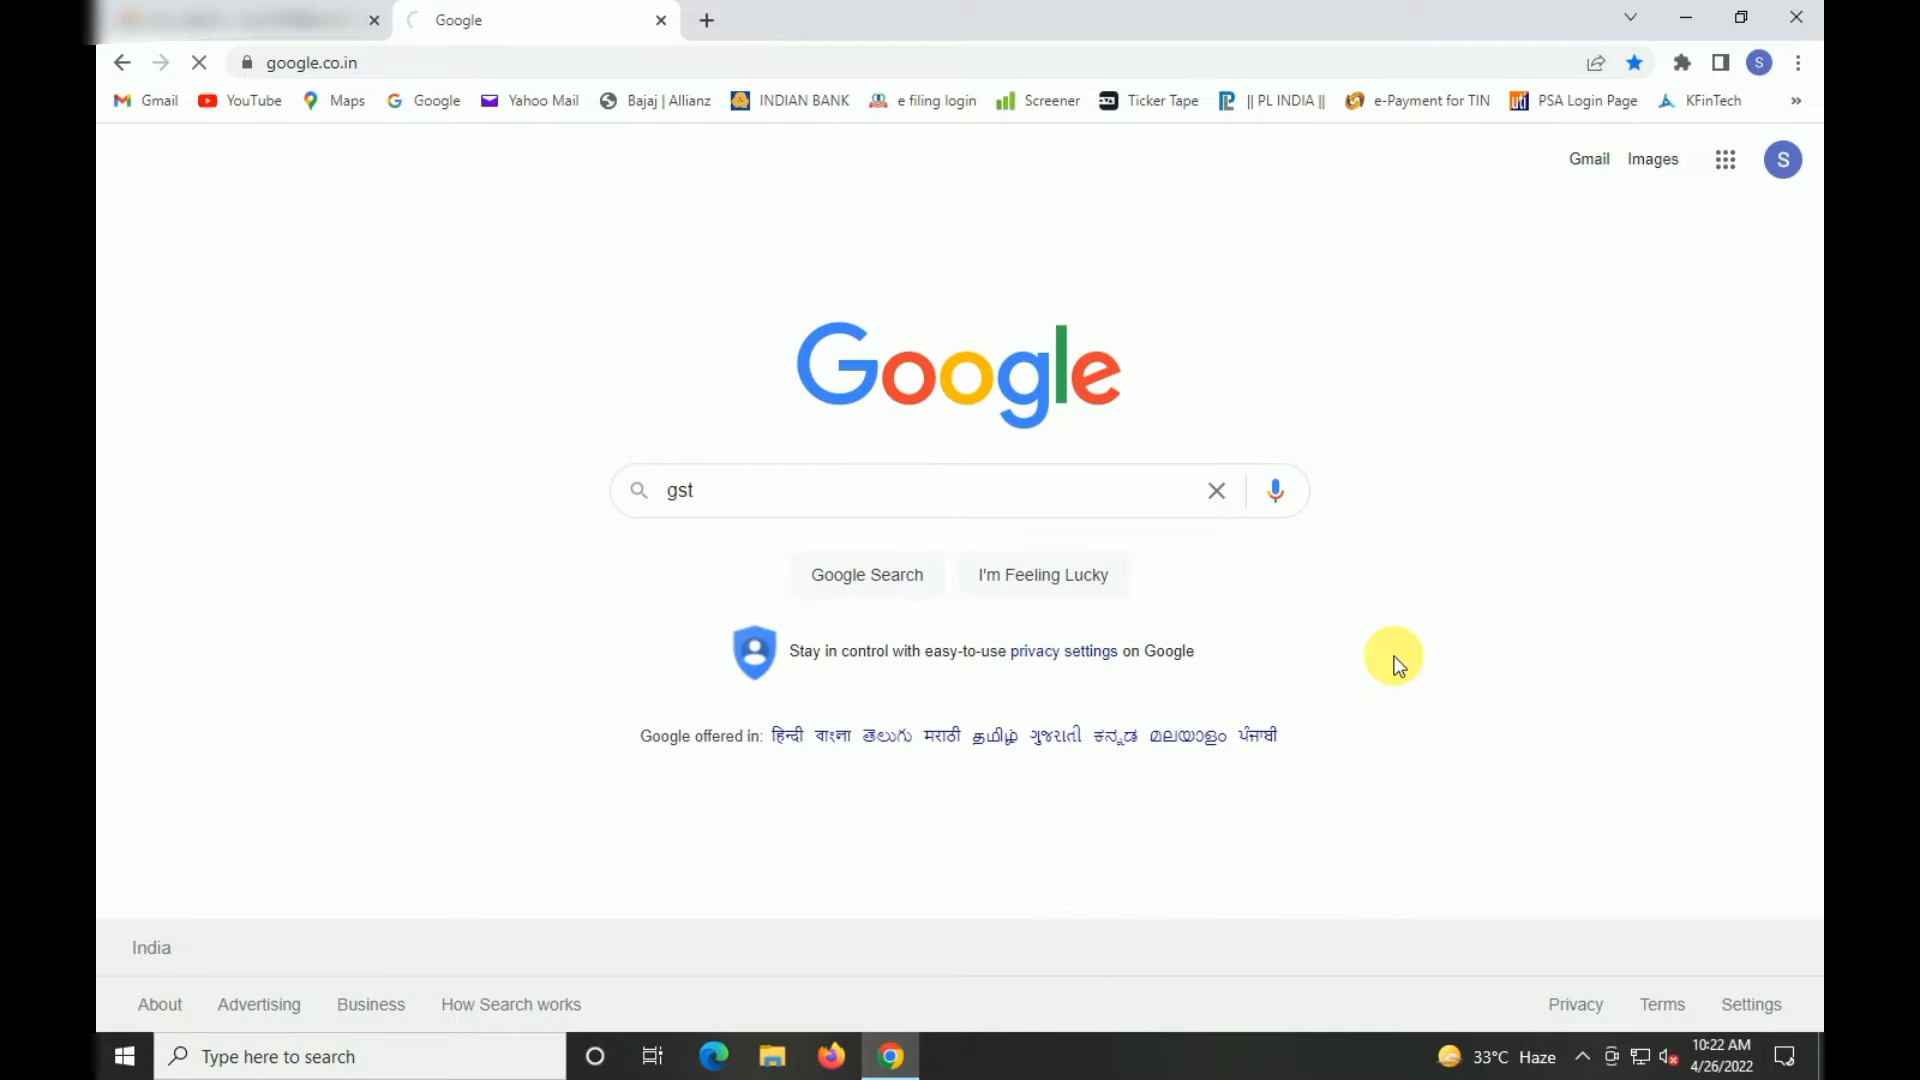 Google
google.co.in
Gmail YouTube Maps Google Yahoo Mail Bajaj | Allianz INDIAN BANK e filing login Screener Ticker Tape || PL INDIA || e-Payment for TIN PSA Login Page KFinTech »
Gmail Images S
Google
gst
Google Search I'm Feeling Lucky
Stay in control with easy-to-use privacy settings on Google
Google offered in: हिन्दी বাংলা తెలుగు मराठी தமிழ் ગુજરાતી ಕನ್ನಡ മലയാളം ਪੰਜਾਬੀ
India
About Advertising Business How Search works Privacy Terms Settings
Type here to search 33°C Haze 10:22 AM
4/26/2022